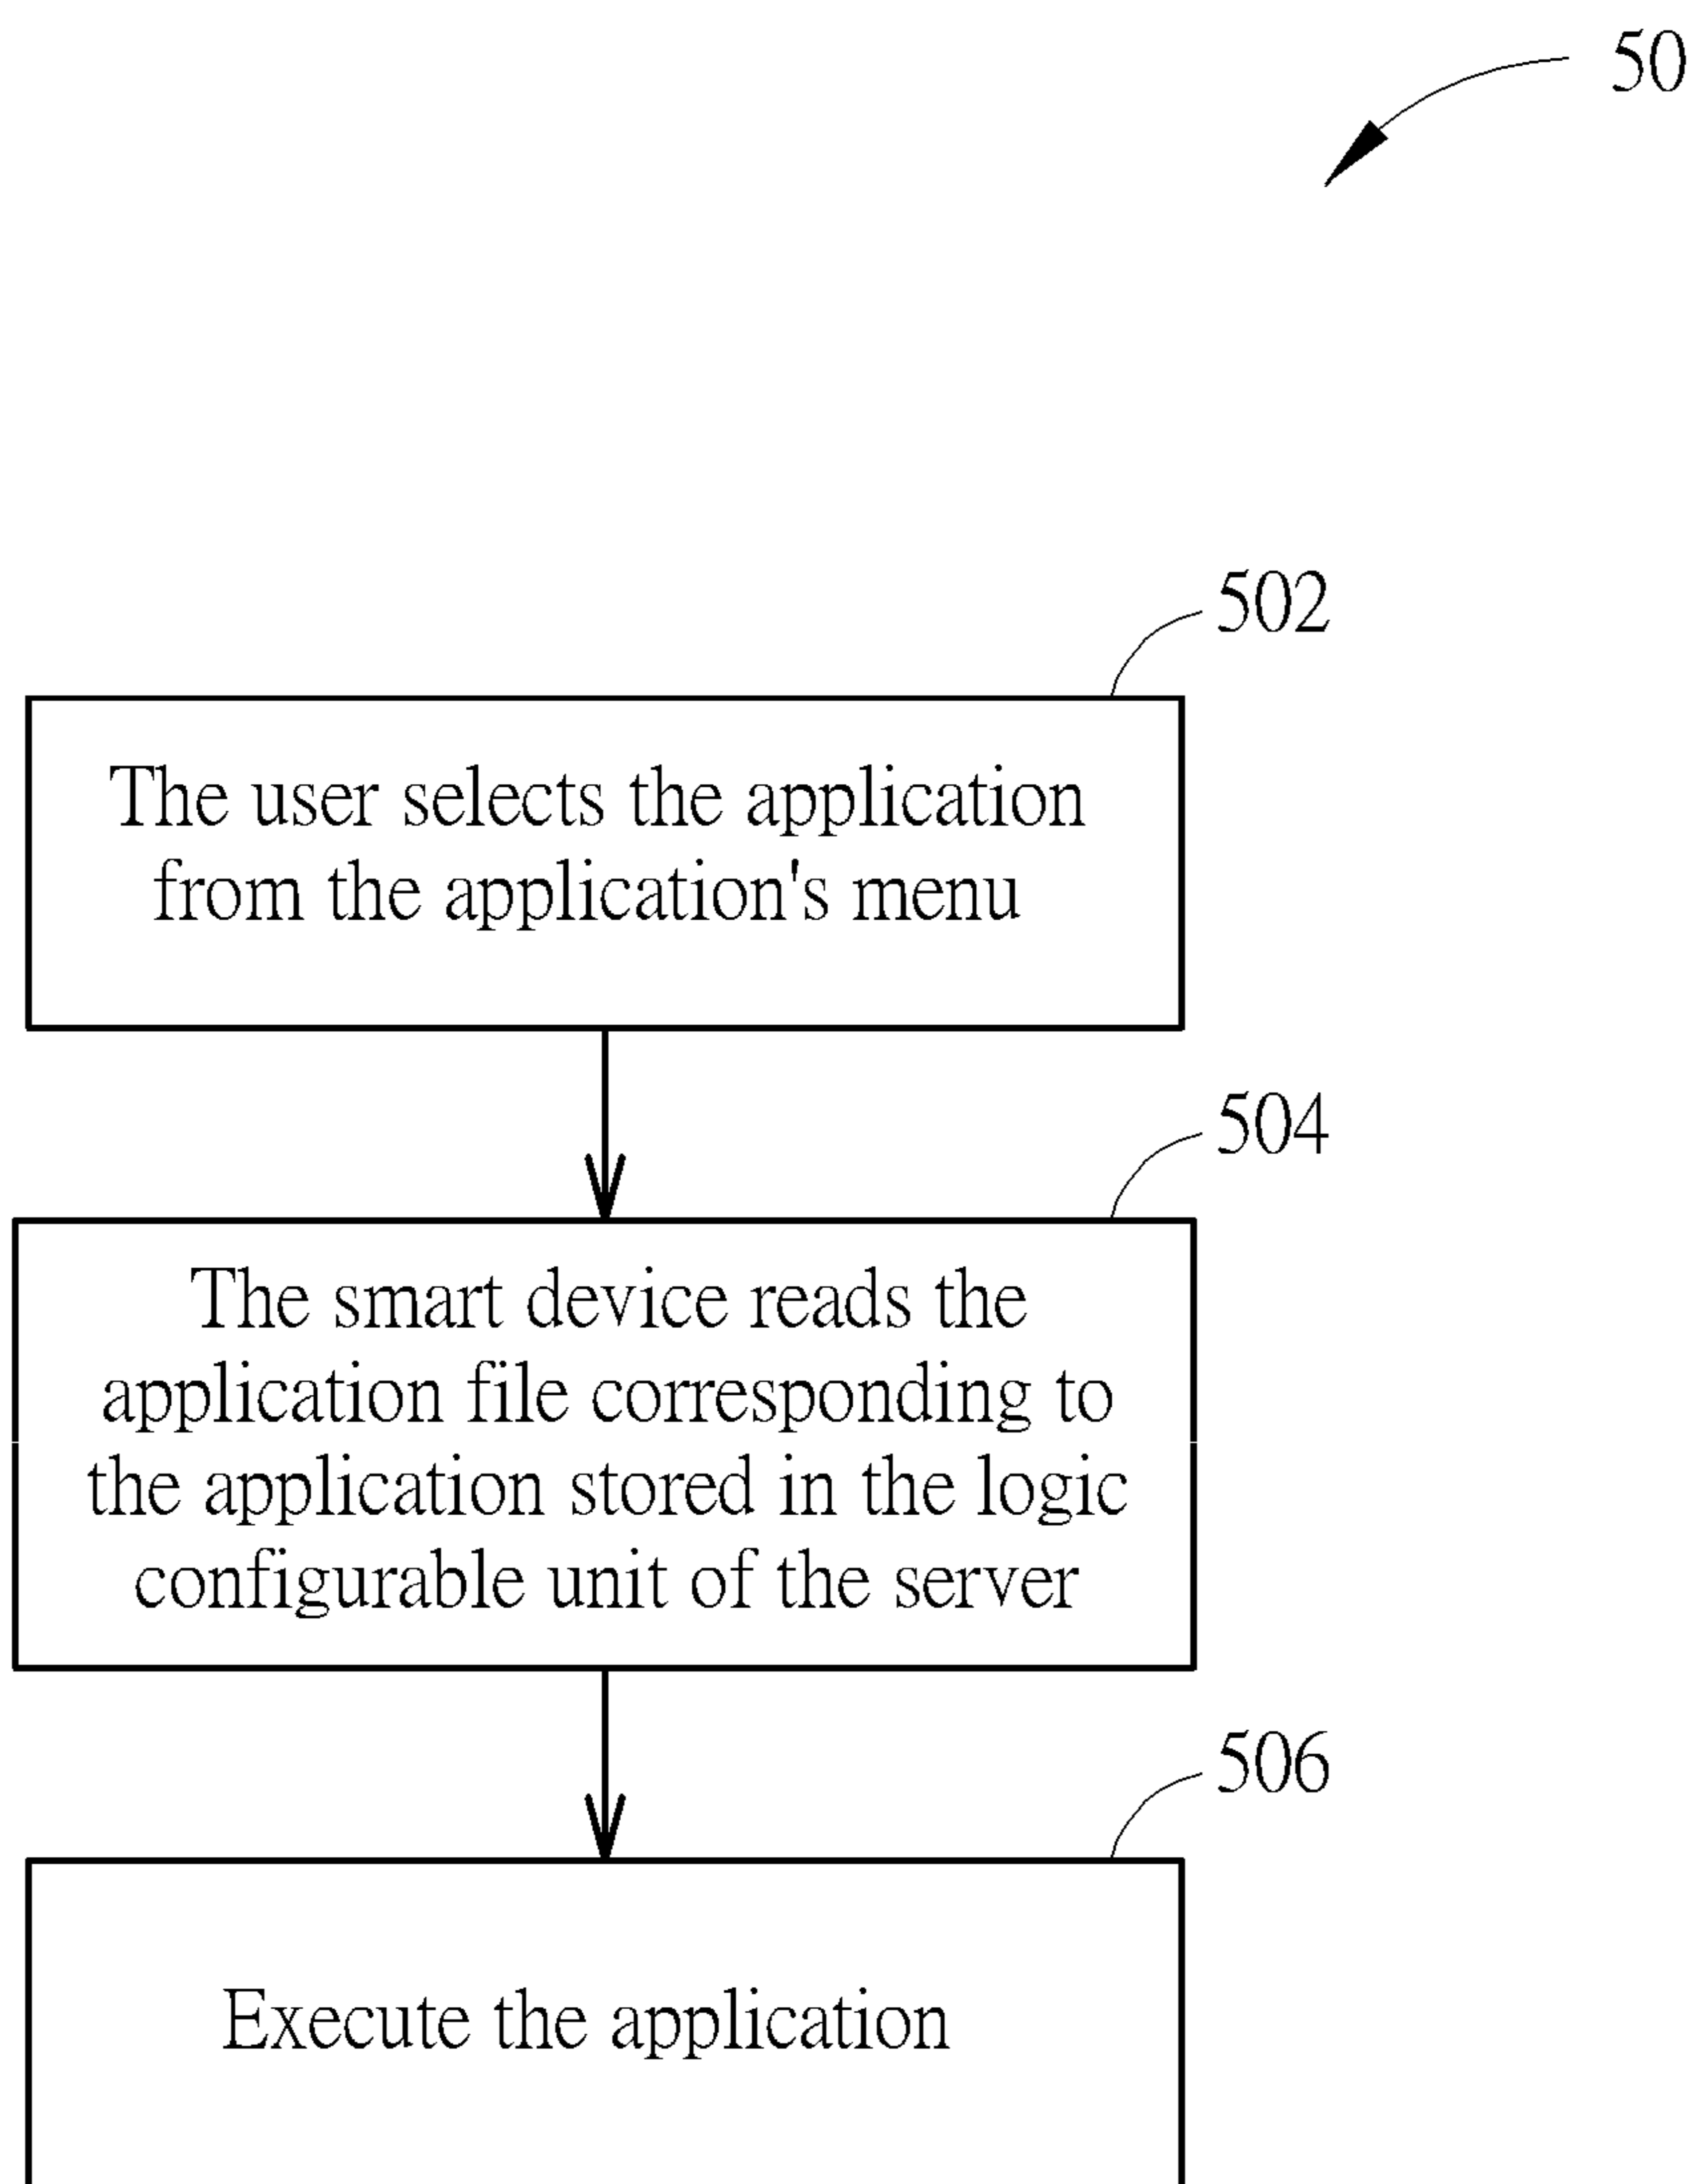 50
502
The user selects the application
from the application's menu
504
The smart device reads the
application file corresponding to
the application stored in the logic
configurable unit of the server
506
Execute the application